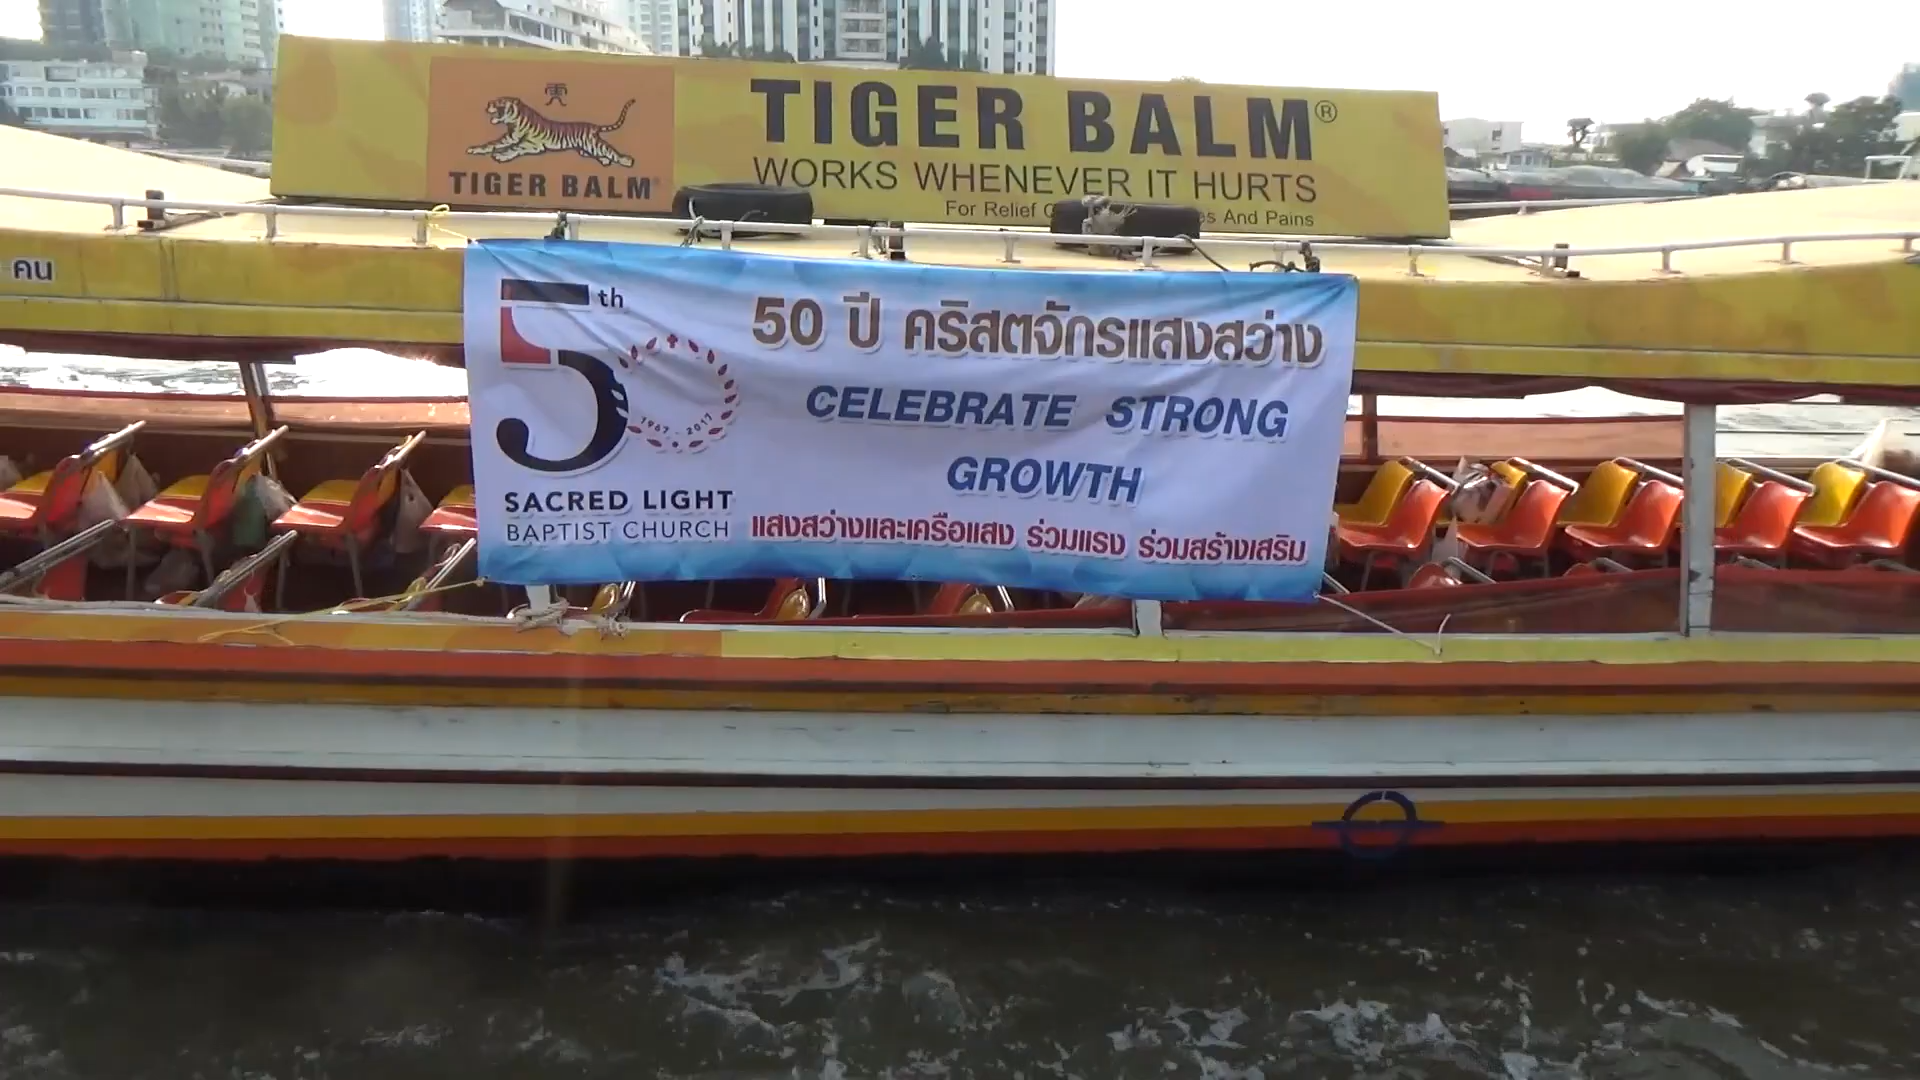 TIGER BALM
TIGER BALM®
WORKS WHENEVER IT HURTS
For Relief And Pains
คน
50th
1967 - 2017
SACRED LIGHT
BAPTIST CHURCH
50 ปี คริสตจักรแสงสว่าง
CELEBRATE STRONG
GROWTH
แสงสว่างและเครือแสง ร่วมแรง ร่วมสร้างเสริม